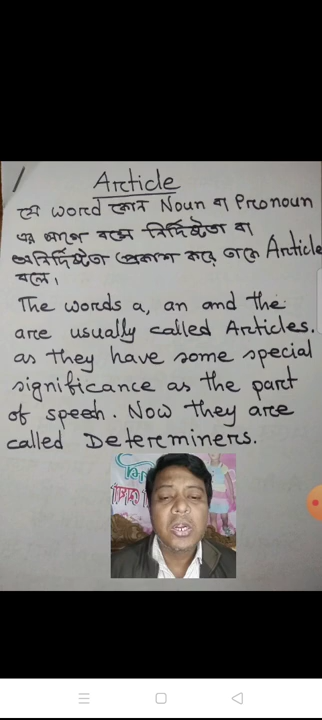 Article
যে word কোন Noun বা Pronoun
এর আগে বসে নির্দিষ্টতা বা
অনির্দিষ্টতা প্রকাশ করে তাকে Article
বলে।
The words a, an and the
are usually called Articles.
as they have some special
significance as the part
of speech. Now they are
called Determiners.